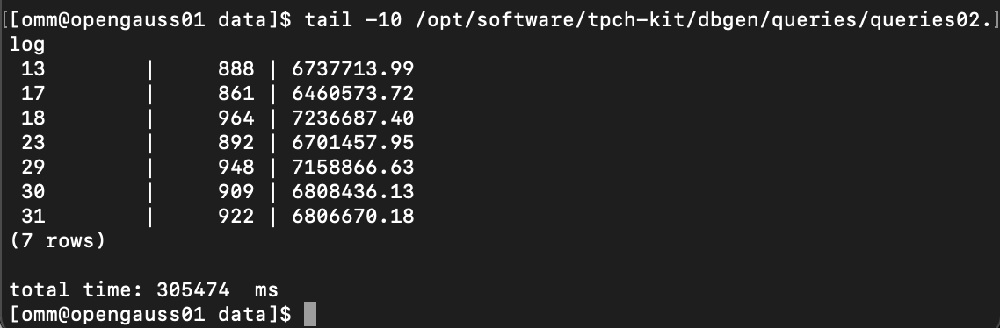 [omm@opengauss01 data]$ tail -10 /opt/software/tpch-kit/dbgen/queries/queries02.
log
 13         |     888 | 6737713.99
 17         |     861 | 6460573.72
 18         |     964 | 7236687.40
 23         |     892 | 6701457.95
 29         |     948 | 7158866.63
 30         |     909 | 6808436.13
 31         |     922 | 6806670.18
(7 rows)

total time: 305474  ms
[omm@opengauss01 data]$